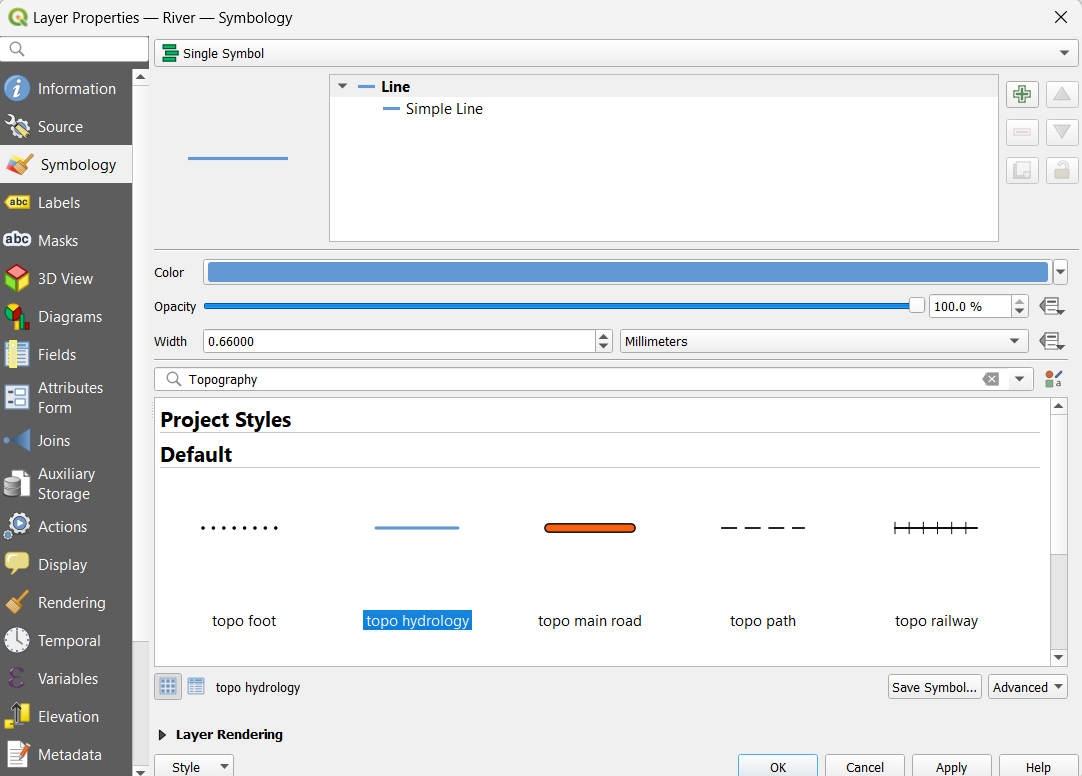 Layer Properties — River — Symbology
Single Symbol
Information
Source
Symbology
Labels
abc
Masks
abc
3D View
Diagrams
Fields
Attributes
Form
Joins
Auxiliary
Storage
Actions
Display
Rendering
Temporal
Variables
Elevation
Metadata
Line
Simple Line
Color
Opacity
100.0 %
Width
0.66000
Millimeters
Topography
a
Project Styles
Default
topo foot
topo hydrology
topo main road
topo path
topo railway
topo hydrology
Save Symbol...
Advanced
Layer Rendering
Style
OK
Cancel
Apply
Help